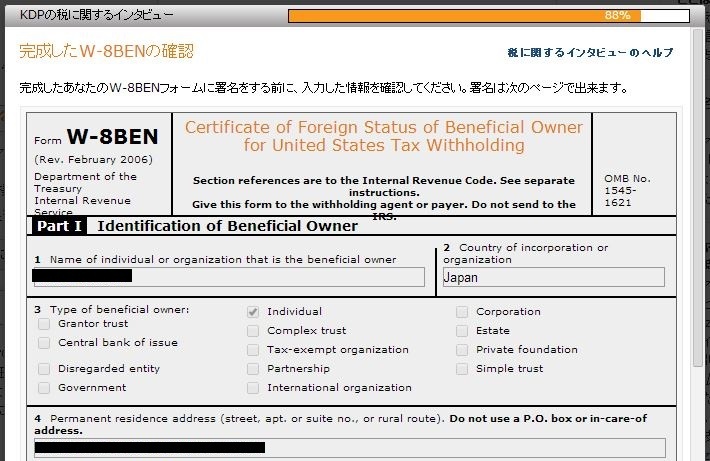 KDPの税に関するインタビュー
88%
完成したW-8BENの確認
税に関するインタビューのヘルプ
完成したあなたのW-8BENフォームに署名をする前に、入力した情報を確認してください。署名は次のページで出来ます。
Form W-8BEN
(Rev. February 2006)
Department of the
Treasury
Internal Revenue
Service
Certificate of Foreign Status of Beneficial Owner
for United States Tax Withholding
Section references are to the Internal Revenue Code. See separate
instructions.
Give this form to the withholding agent or payer. Do not send to the
IRS.
OMB No.
1545-
1621
Part I Identification of Beneficial Owner
1 Name of individual or organization that is the beneficial owner
2 Country of incorporation or
organization
Japan
3 Type of beneficial owner:
Grantor trust
Central bank of issue
Disregarded entity
Government
Individual
Complex trust
Tax-exempt organization
Partnership
International organization
Corporation
Estate
Private foundation
Simple trust
4 Permanent residence address (street, apt. or suite no., or rural route). Do not use a P.O. box or in-care-of
address.